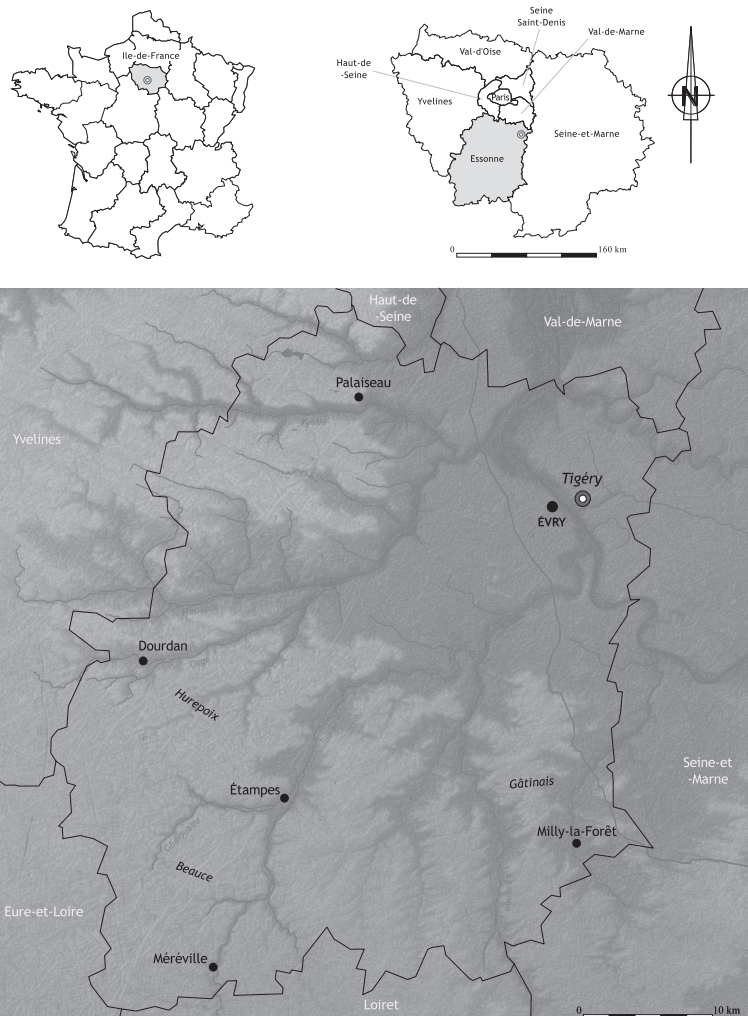 Ile-de-France
Seine
Saint-Denis
Val-de-Marne
Val-d'Oise
Haut-de
-Seine
Paris
Yvelines
Seine-et-Marne
Essonne
N
0
160 km
Haut-de
-Seine
Val-de-Marne
Palaiseau
Yvette
Yvelines
Tigéry
ÉVRY
Dourdan
Orge
Hurepoix
Seine-et
-Marne
Gâtinais
Étampes
Milly-la-Forêt
Chalouette
Beauce
Eure-et-Loire
Méréville
Loiret
0
10 km